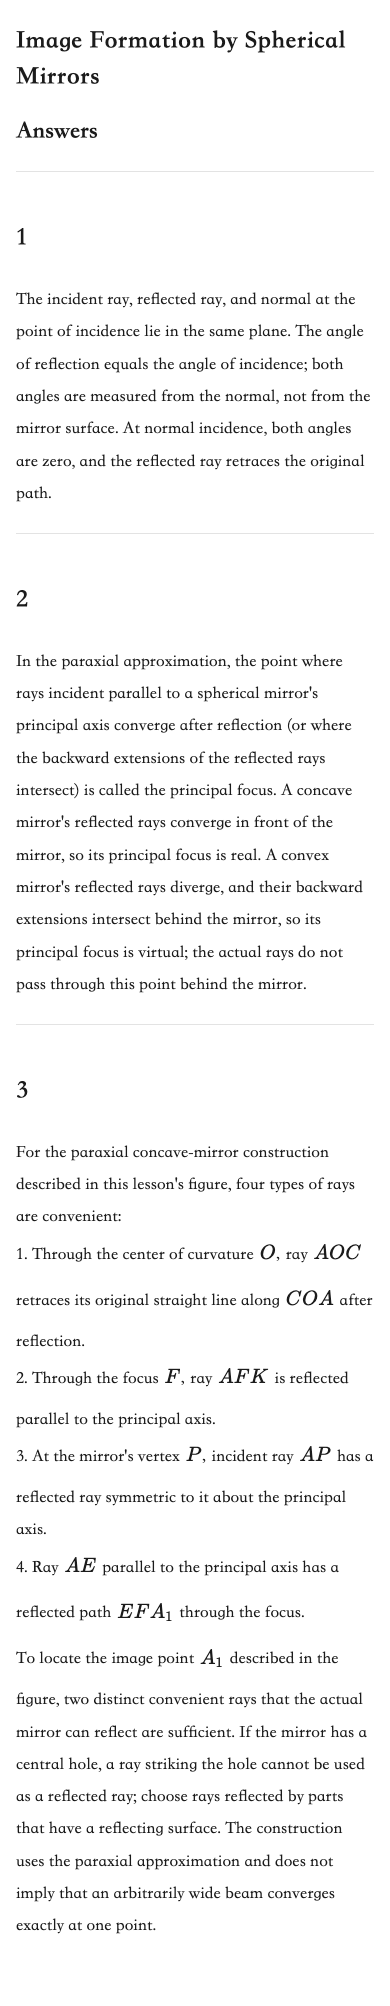 Image Formation by Spherical
Mirrors
Answers
1
The incident ray, reflected ray, and normal at the
point of incidence lie in the same plane. The angle
of reflection equals the angle of incidence; both
angles are measured from the normal, not from the
mirror surface. At normal incidence, both angles
are zero, and the reflected ray retraces the original
path.
2
In the paraxial approximation, the point where
rays incident parallel to a spherical mirror's
principal axis converge after reflection (or where
the backward extensions of the reflected rays
intersect) is called the principal focus. A concave
mirror's reflected rays converge in front of the
mirror, so its principal focus is real. A convex
mirror's reflected rays diverge, and their backward
extensions intersect behind the mirror, so its
principal focus is virtual; the actual rays do not
pass through this point behind the mirror.
3
For the paraxial concave-mirror construction
described in this lesson's figure, four types of rays
are convenient:
1. Through the center of curvature O, ray AOC
retraces its original straight line along COA after
reflection.
2. Through the focus F, ray AFK is reflected
parallel to the principal axis.
3. At the mirror's vertex P, incident ray AP has a
reflected ray symmetric to it about the principal
axis.
4. Ray AE parallel to the principal axis has a
reflected path EFA₁ through the focus.
To locate the image point A₁ described in the
figure, two distinct convenient rays that the actual
mirror can reflect are sufficient. If the mirror has a
central hole, a ray striking the hole cannot be used
as a reflected ray; choose rays reflected by parts
that have a reflecting surface. The construction
uses the paraxial approximation and does not
imply that an arbitrarily wide beam converges
exactly at one point.